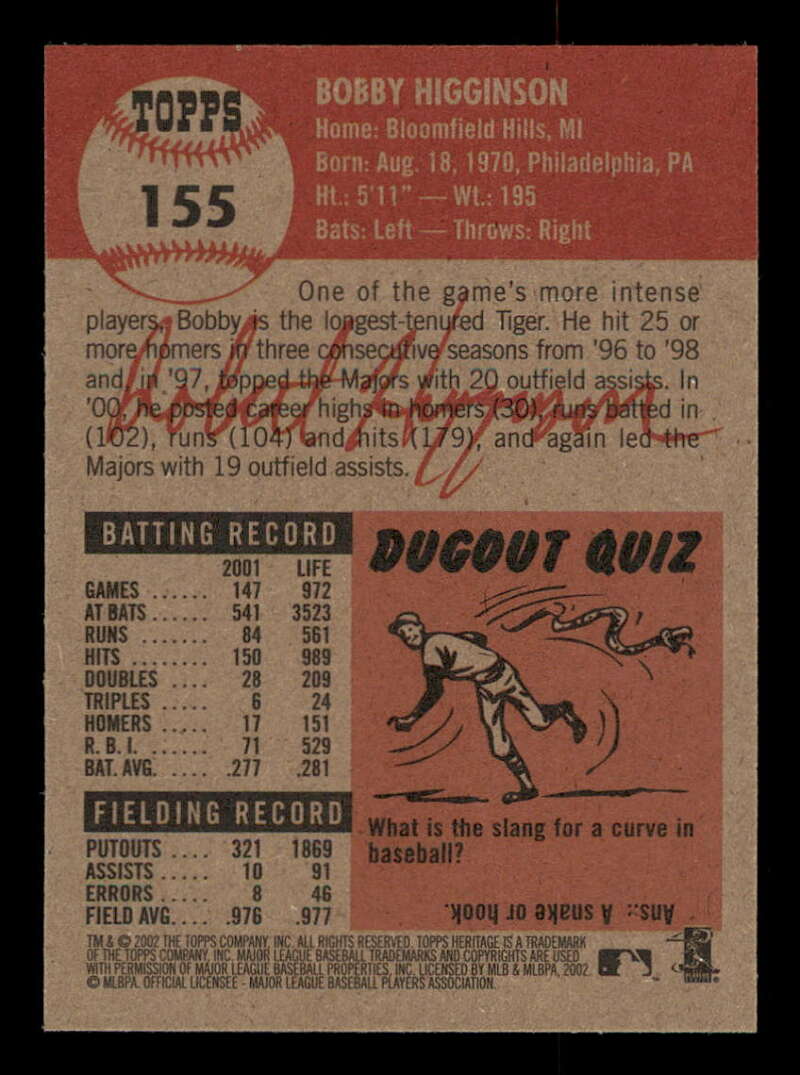 TOPPS
155
BOBBY HIGGINSON
Home: Bloomfield Hills, MI
Born: Aug. 18, 1970, Philadelphia, PA
Ht.: 5'11" — Wt.: 195
Bats: Left — Throws: Right
One of the game's more intense
players, Bobby is the longest-tenured Tiger. He hit 25 or
more homers in three consecutive seasons from '96 to '98
and, in '97, topped the Majors with 20 outfield assists. In
'00, he posted career highs in homers (30), runs batted in
(102), runs (104) and hits (179), and again led the
Majors with 19 outfield assists.
Robert Higginson
BATTING RECORD
2001 LIFE
GAMES ...... 147 972
AT BATS ...... 541 3523
RUNS ....... 84 561
HITS ........ 150 989
DOUBLES .... 28 209
TRIPLES ..... 6 24
HOMERS ..... 17 151
R. B. I. ...... 71 529
BAT. AVG. .... .277 .281
FIELDING RECORD
PUTOUTS .... 321 1869
ASSISTS ..... 10 91
ERRORS ..... 8 46
FIELD AVG.... .976 .977
DUGOUT QUIZ
What is the slang for a curve in
baseball?
Ans.: A snake or hook.
TM & © 2002 THE TOPPS COMPANY, INC. ALL RIGHTS RESERVED. TOPPS HERITAGE IS A TRADEMARK
OF THE TOPPS COMPANY, INC. MAJOR LEAGUE BASEBALL TRADEMARKS AND COPYRIGHTS ARE USED
WITH PERMISSION OF MAJOR LEAGUE BASEBALL PROPERTIES, INC. LICENSED BY MLB & MLBPA, 2002.
© MLBPA. OFFICIAL LICENSEE - MAJOR LEAGUE BASEBALL PLAYERS ASSOCIATION.